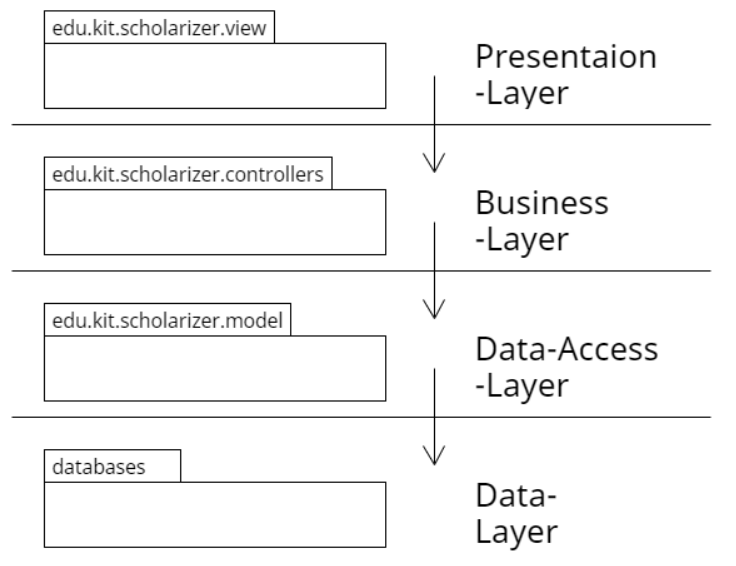 edu.kit.scholarizer.view
Presentaion
-Layer
edu.kit.scholarizer.controllers
Business
-Layer
edu.kit.scholarizer.model
Data-Access
-Layer
databases
Data-
Layer